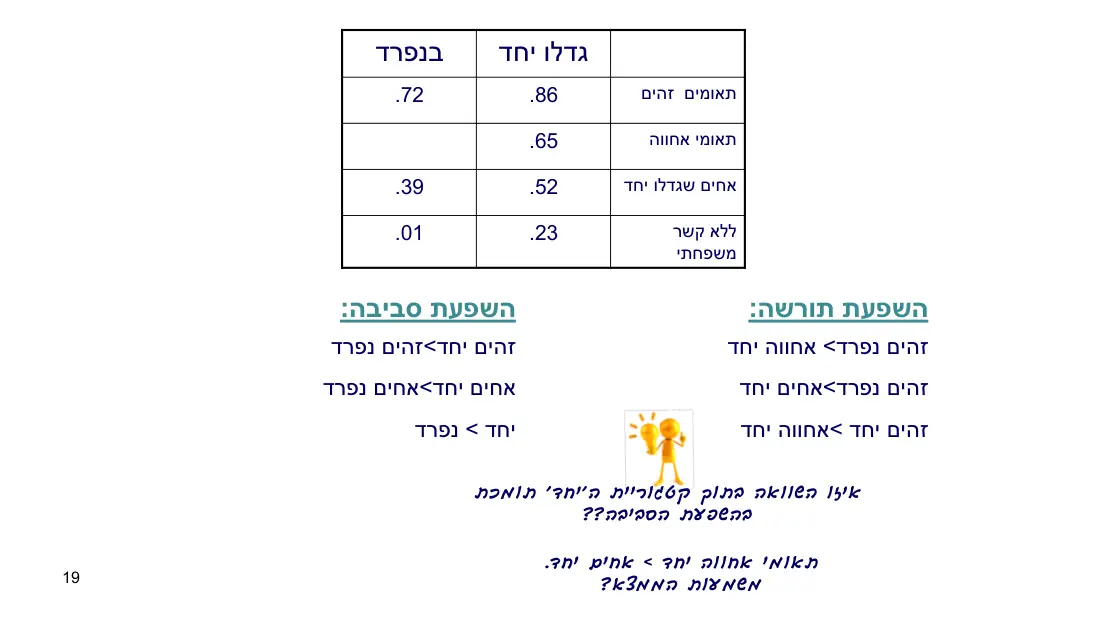 גדלו יחד בנפרד
תאומים זהים .86 .72
תאומי אחווה .65
אחים שגדלו יחד .52 .39
ללא קשר .23 .01
משפחתי
השפעת תורשה:
זהים נפרד> אחווה יחד
זהים נפרד>אחים יחד
זהים יחד >אחווה יחד
השפעת סביבה:
זהים יחד>זהים נפרד
אחים יחד>אחים נפרד
יחד > נפרד
איזו השוואה בתוך קטגוריית ה'יחד' תומכת
בהשפעת הסביבה??
תאומי אחווה יחד > אחים יחד.
משמעות הממצא?
19